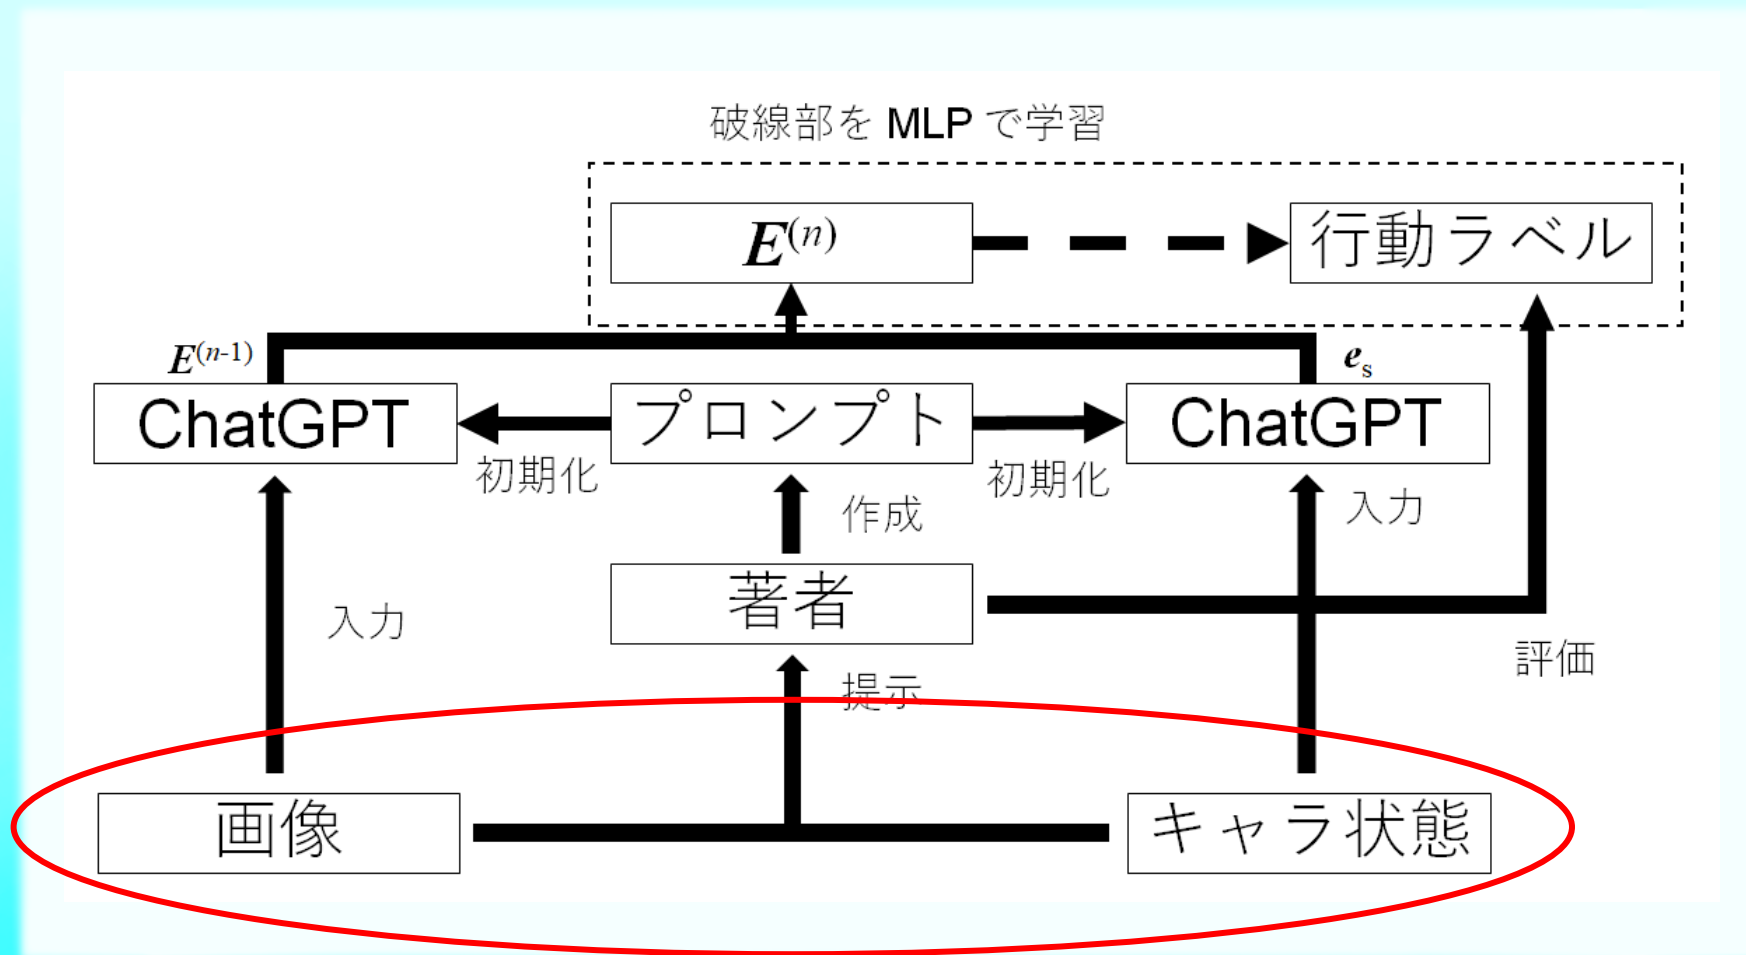 破線部を MLP で学習
E(n)
行動ラベル
E(n-1)
es
ChatGPT
プロンプト
ChatGPT
初期化
初期化
作成
入力
著者
入力
評価
提示
画像
キャラ状態